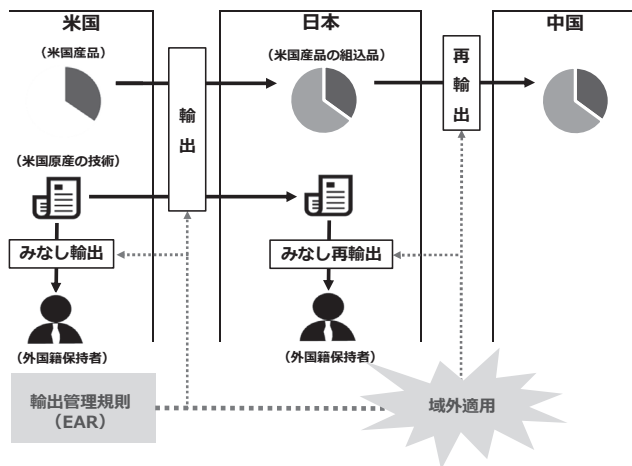 米国
日本
中国
(米国産品)
(米国産品の組込品)
輸出
再輸出
(米国原産の技術)
みなし輸出
みなし再輸出
(外国籍保持者)
(外国籍保持者)
輸出管理規則
(EAR)
域外適用